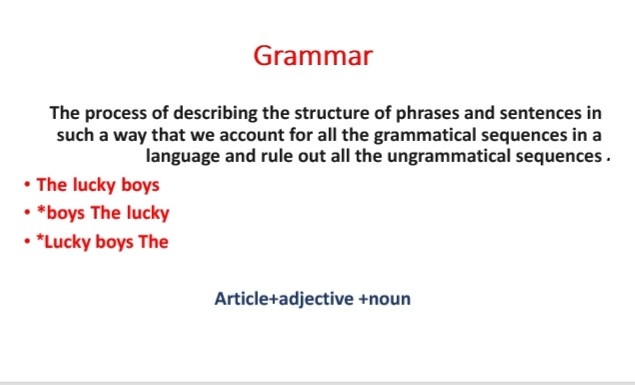 Grammar
The process of describing the structure of phrases and sentences in
such a way that we account for all the grammatical sequences in a
language and rule out all the ungrammatical sequences .
• The lucky boys
• *boys The lucky
• *Lucky boys The
Article+adjective +noun